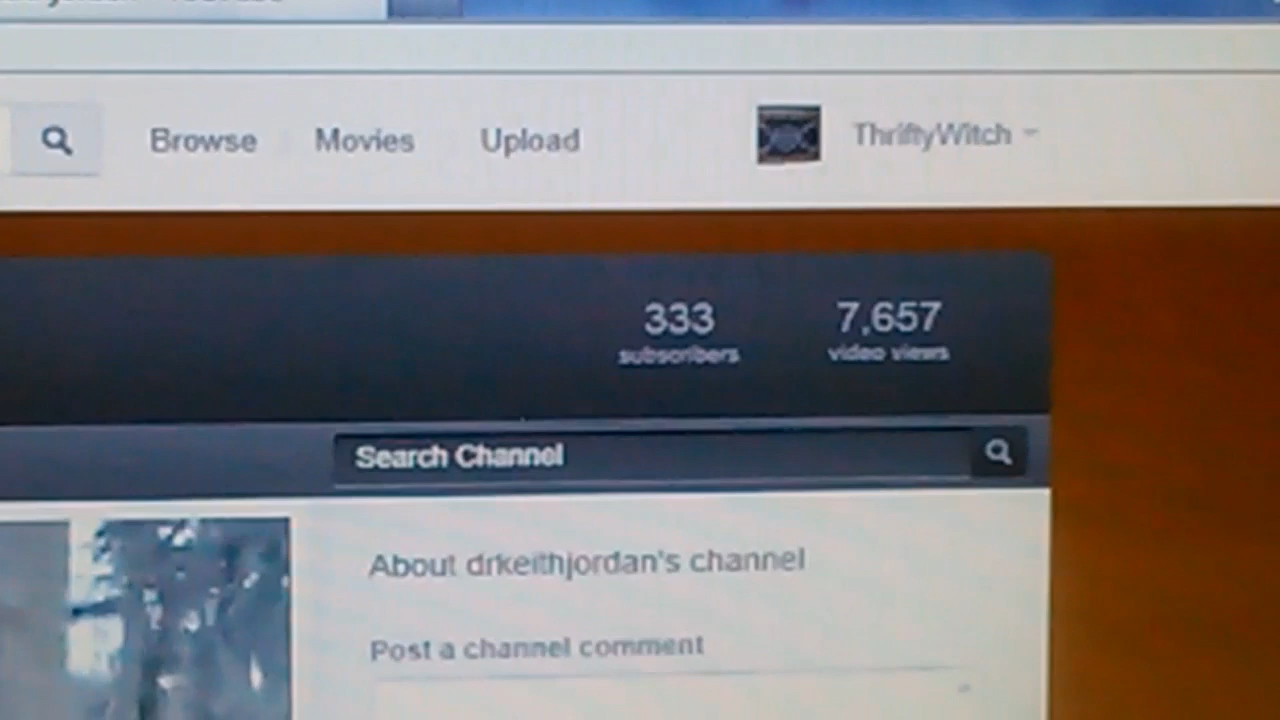 Browse Movies Upload ThriftyWitch
333 7,657
subscribers video views
Search Channel
About drkeithjordan's channel
Post a channel comment